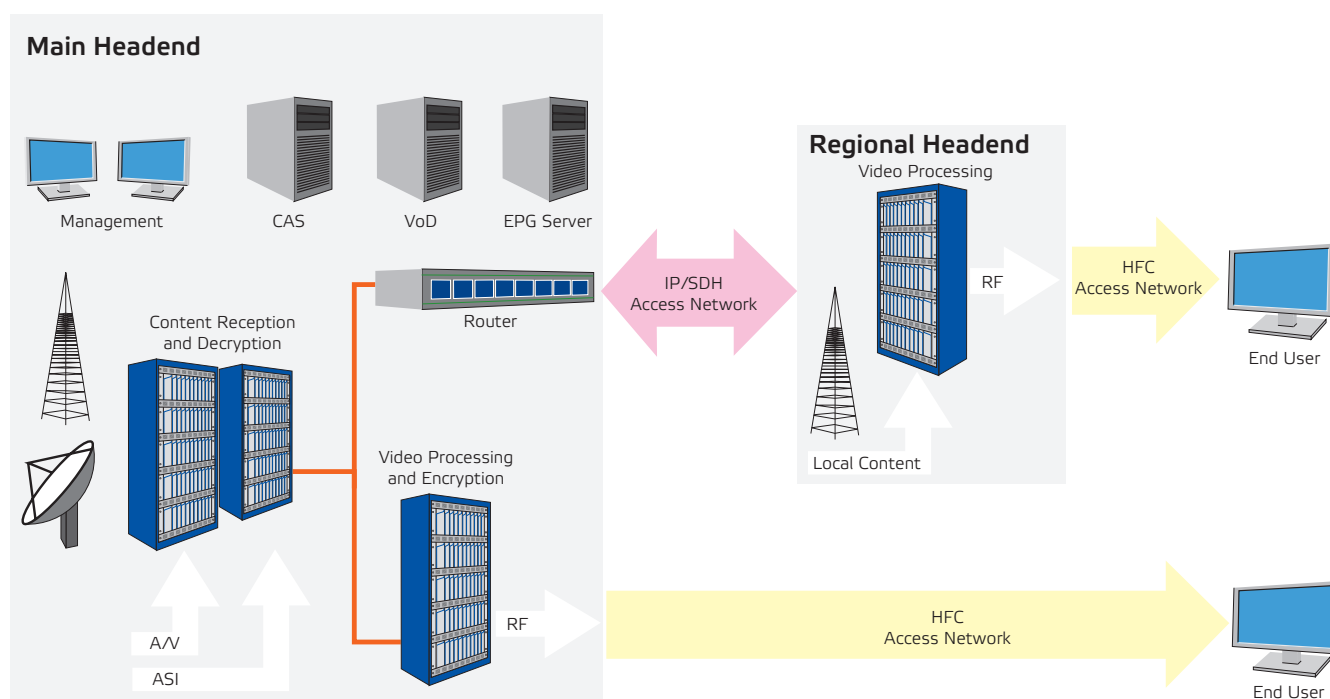 Main Headend
Management
CAS
VoD
EPG Server
Content Reception
and Decryption
Router
Video Processing
and Encryption
A/V
ASI
RF
IP/SDH
Access Network
Regional Headend
Video Processing
RF
Local Content
HFC
Access Network
End User
HFC
Access Network
End User